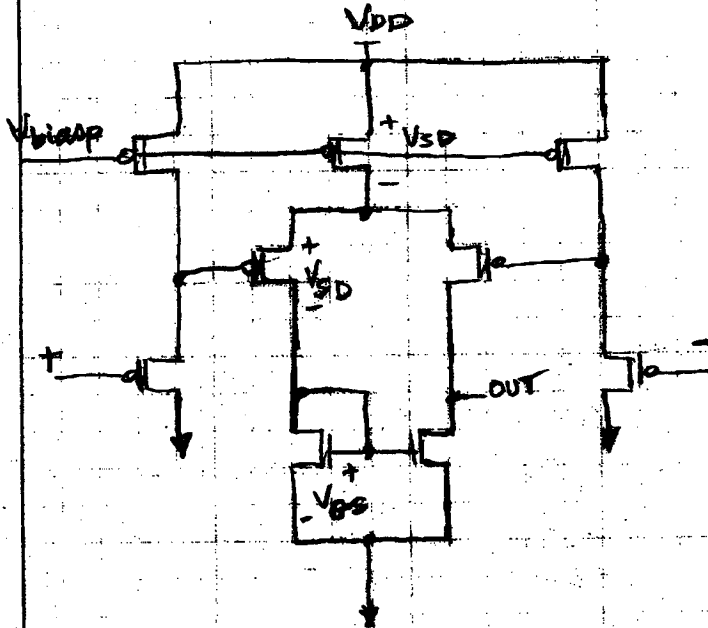 VDD
Vbiasp
+
VSD
-
+
VSD
-
+
-
OUT
+
VGS
-